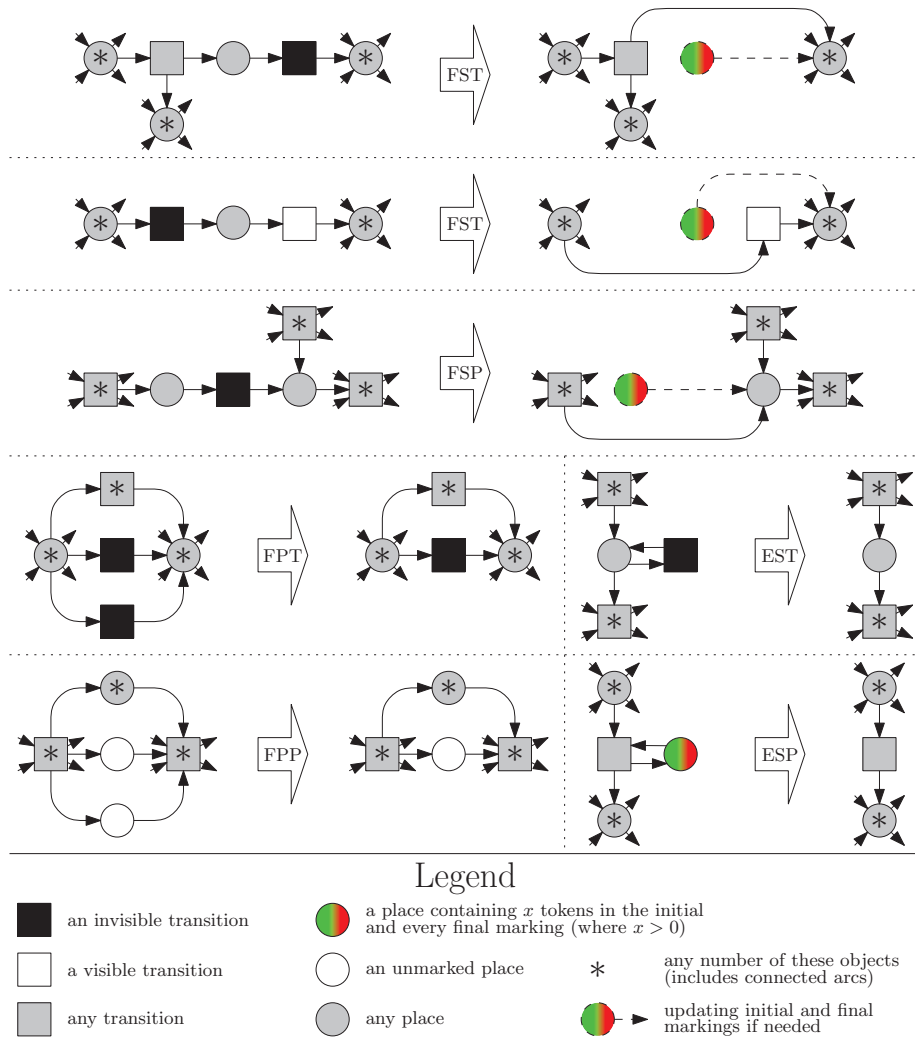 FST
FST
FSP
FPT
EST
FPP
ESP
Legend
an invisible transition
a place containing x tokens in the initial
and every final marking (where x > 0)
a visible transition
an unmarked place
* any number of these objects
(includes connected arcs)
any transition
any place
updating initial and final
markings if needed